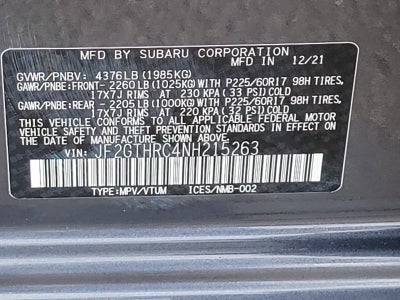 MFD. BY SUBARU CORPORATION 12/21
GVWR/PNBV: 4376LB (1985KG)
GAWR/PNBE:FRONT- 2260LB (1025KG) WITH/AVEC P225/60R17 98H TIRES,
17X7J RIMS AT 230 KPA (33 PSI)COLD
GAWR/PNBE:REAR - 2205LB (1000KG) WITH/AVEC P225/60R17 98H TIRES,
17X7J RIMS AT 220 KPA (32 PSI)COLD
THIS VEHICLE CONFORMS TO ALL APPLICABLE FEDERAL
MOTOR VEHICLE SAFETY, BUMPER, AND THEFT PREVENTION
STANDARDS IN EFFECT ON THE DATE OF
MANUFACTURE SHOWN ABOVE.
VIN: JF2GTHRC4NH215263
TYPE:MPV/VTUM ICES/NMB-002